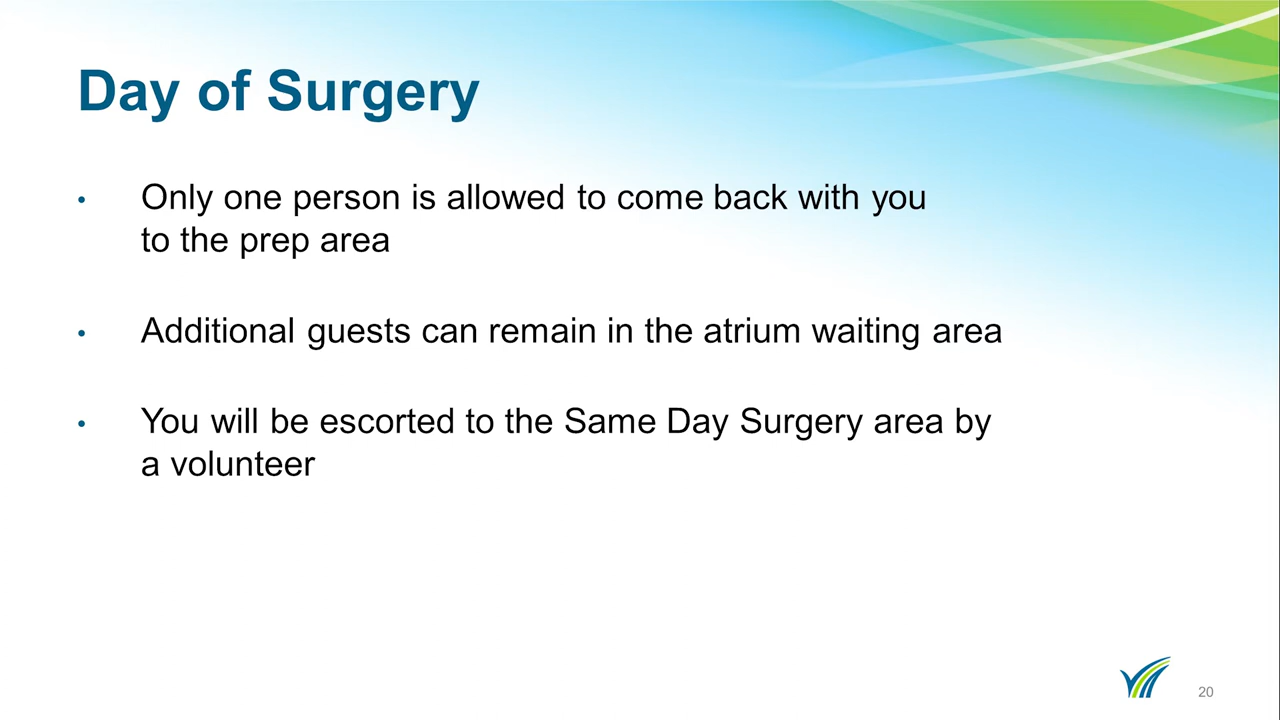 Day of Surgery
• Only one person is allowed to come back with you
to the prep area
• Additional guests can remain in the atrium waiting area
• You will be escorted to the Same Day Surgery area by
a volunteer
20